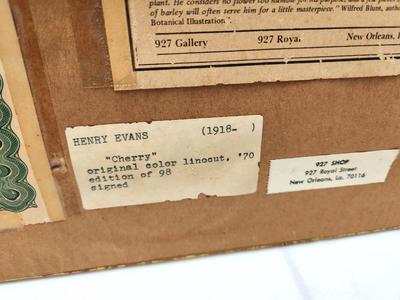 plant. He considers no flower too humble for his purpose, and a few
of barley will often serve him for a little masterpiece." Wilfred Blunt,
Botanical Illustration".
927 Gallery 927 Roya. New Orleans,
HENRY EVANS (1918- )
"Cherry"
original color linocut, '70
edition of 98
signed
927 SHOP
927 Royal Street
New Orleans, La. 70116